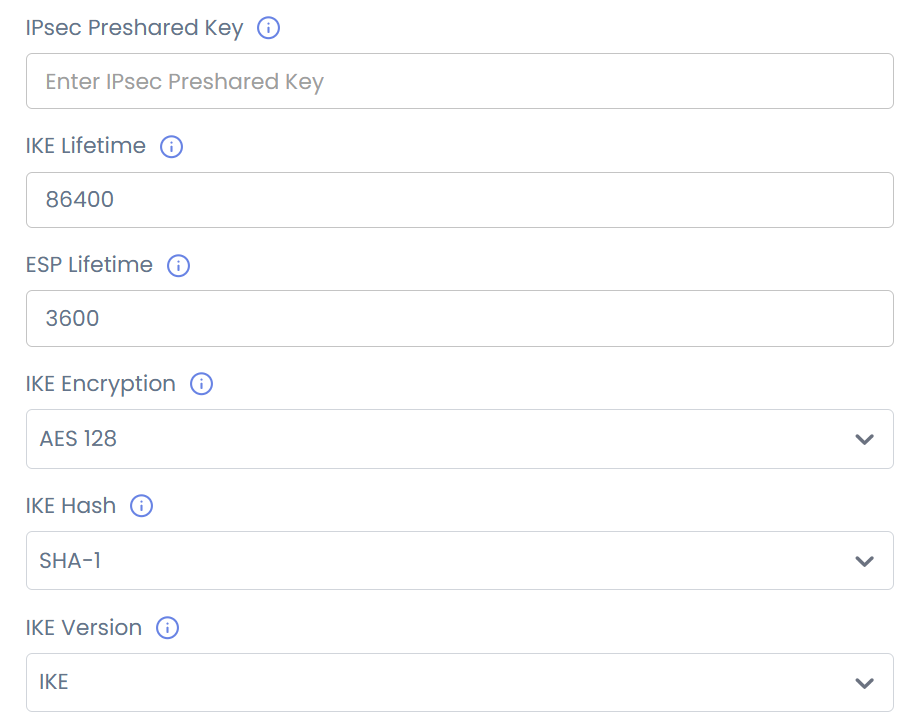 IPsec Preshared Key
Enter IPsec Preshared Key
IKE Lifetime
86400
ESP Lifetime
3600
IKE Encryption
AES 128
IKE Hash
SHA-1
IKE Version
IKE